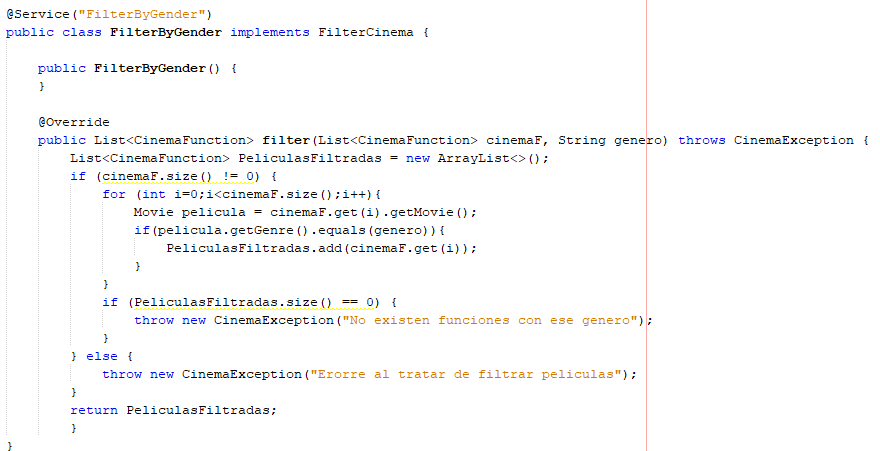 @Service("FilterByGender")
public class FilterByGender implements FilterCinema {
public FilterByGender() {
}
@Override
public List<CinemaFunction> filter(List<CinemaFunction> cinemaF, String genero) throws CinemaException {
List<CinemaFunction> PeliculasFiltradas = new ArrayList<>();
if (cinemaF.size() != 0) {
for (int i=0;i<cinemaF.size();i++){
Movie pelicula = cinemaF.get(i).getMovie();
if(pelicula.getGenre().equals(genero)){
PeliculasFiltradas.add(cinemaF.get(i));
}
}
if (PeliculasFiltradas.size() == 0) {
throw new CinemaException("No existen funciones con ese genero");
}
} else {
throw new CinemaException("Erorre al tratar de filtrar peliculas");
}
return PeliculasFiltradas;
}
}